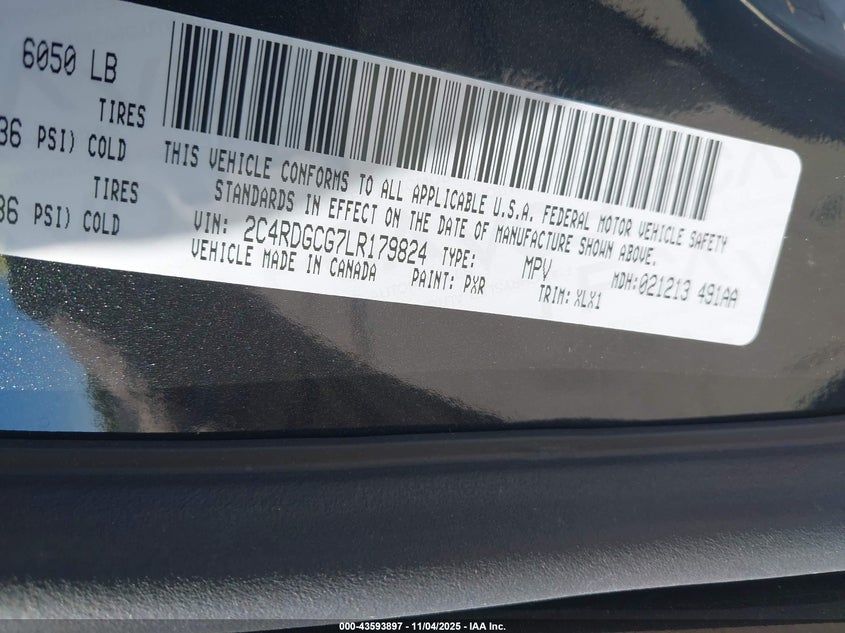 6050 LB
TIRES
36 PSI) COLD
TIRES
36 PSI) COLD
THIS VEHICLE CONFORMS TO ALL APPLICABLE U.S.A. FEDERAL MOTOR VEHICLE SAFETY
STANDARDS IN EFFECT ON THE DATE OF MANUFACTURE SHOWN ABOVE.
VIN: 2C4RDGCG7LR179824 TYPE: MPV MDH:021213 491AA
VEHICLE MADE IN CANADA PAINT: PXR TRIM: XLX1
000-43593897 - 11/04/2025 - IAA Inc.